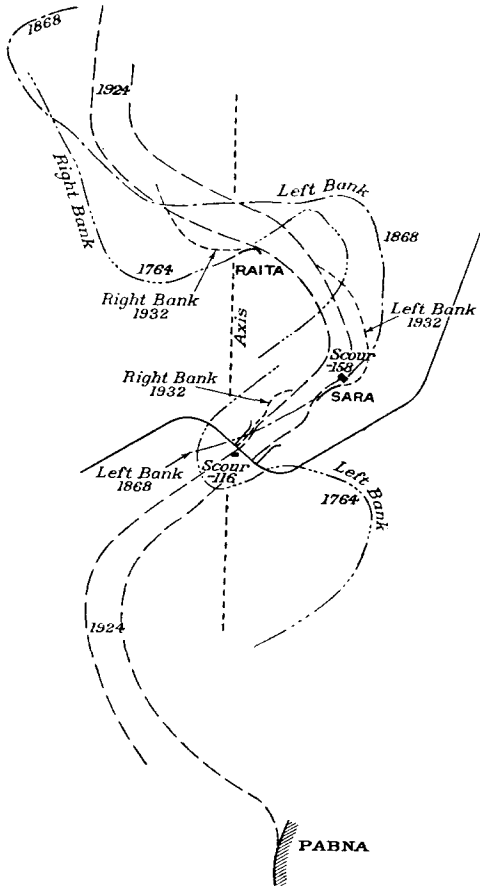 1868
1924
Right Bank
Left Bank
1868
1764
RAITA
Right Bank
1932
Axis
Left Bank
1932
Scour
-158
SARA
Right Bank
1932
Left Bank
1868
Scour
-116
Left Bank
1764
1924
PABNA